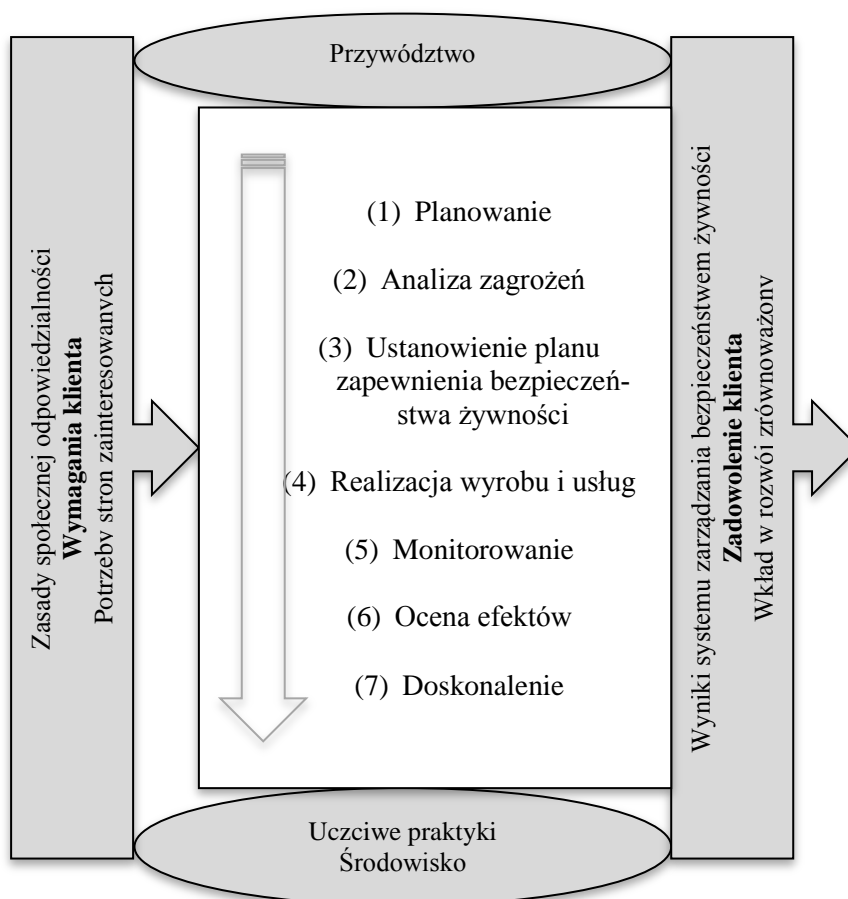 Przywództwo
Zasady społecznej odpowiedzialności
Wymagania klienta
Potrzeby stron zainteresowanych
(1) Planowanie
(2) Analiza zagrożeń
(3) Ustanowienie planu
zapewnienia bezpieczeń-
stwa żywności
(4) Realizacja wyrobu i usług
(5) Monitorowanie
(6) Ocena efektów
(7) Doskonalenie
Wyniki systemu zarządzania bezpieczeństwem żywności
Zadowolenie klienta
Wkład w rozwój zrównoważony
Uczciwe praktyki
Środowisko